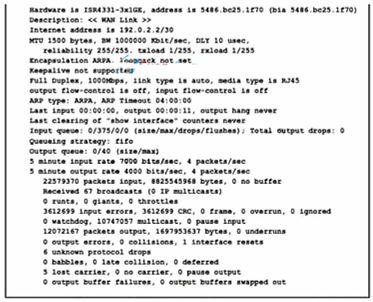 Hardware is ISR4331-3x1GE, address is 5486.bc25.1f70 (bia 5486.bc25.1f70)
Description: << WAN Link >>
Internet address is 192.0.2.2/30
MTU 1500 bytes, BW 1000000 Kbit/sec, DLY 10 usec,
reliability 255/255, txload 1/255, rxload 1/255
Encapsulation ARPA, loopback not set
Keepalive not supported
Full Duplex, 1000Mbps, link type is auto, media type is RJ45
output flow-control is off, input flow-control is off
ARP type: ARPA, ARP Timeout 04:00:00
Last input 00:00:00, output 00:00:11, output hang never
Last clearing of "show interface" counters never
Input queue: 0/375/0/0 (size/max/drops/flushes); Total output drops: 0
Queueing strategy: fifo
Output queue: 0/40 (size/max)
5 minute input rate 7000 bits/sec, 4 packets/sec
5 minute output rate 4000 bits/sec, 4 packets/sec
22579370 packets input, 8825545968 bytes, 0 no buffer
Received 67 broadcasts (0 IP multicasts)
0 runts, 0 giants, 0 throttles
3612699 input errors, 3612699 CRC, 0 frame, 0 overrun, 0 ignored
0 watchdog, 10747057 multicast, 0 pause input
12072167 packets output, 1697953637 bytes, 0 underruns
0 output errors, 0 collisions, 1 interface resets
6 unknown protocol drops
0 babbles, 0 late collision, 0 deferred
5 lost carrier, 0 no carrier, 0 pause output
0 output buffer failures, 0 output buffers swapped out